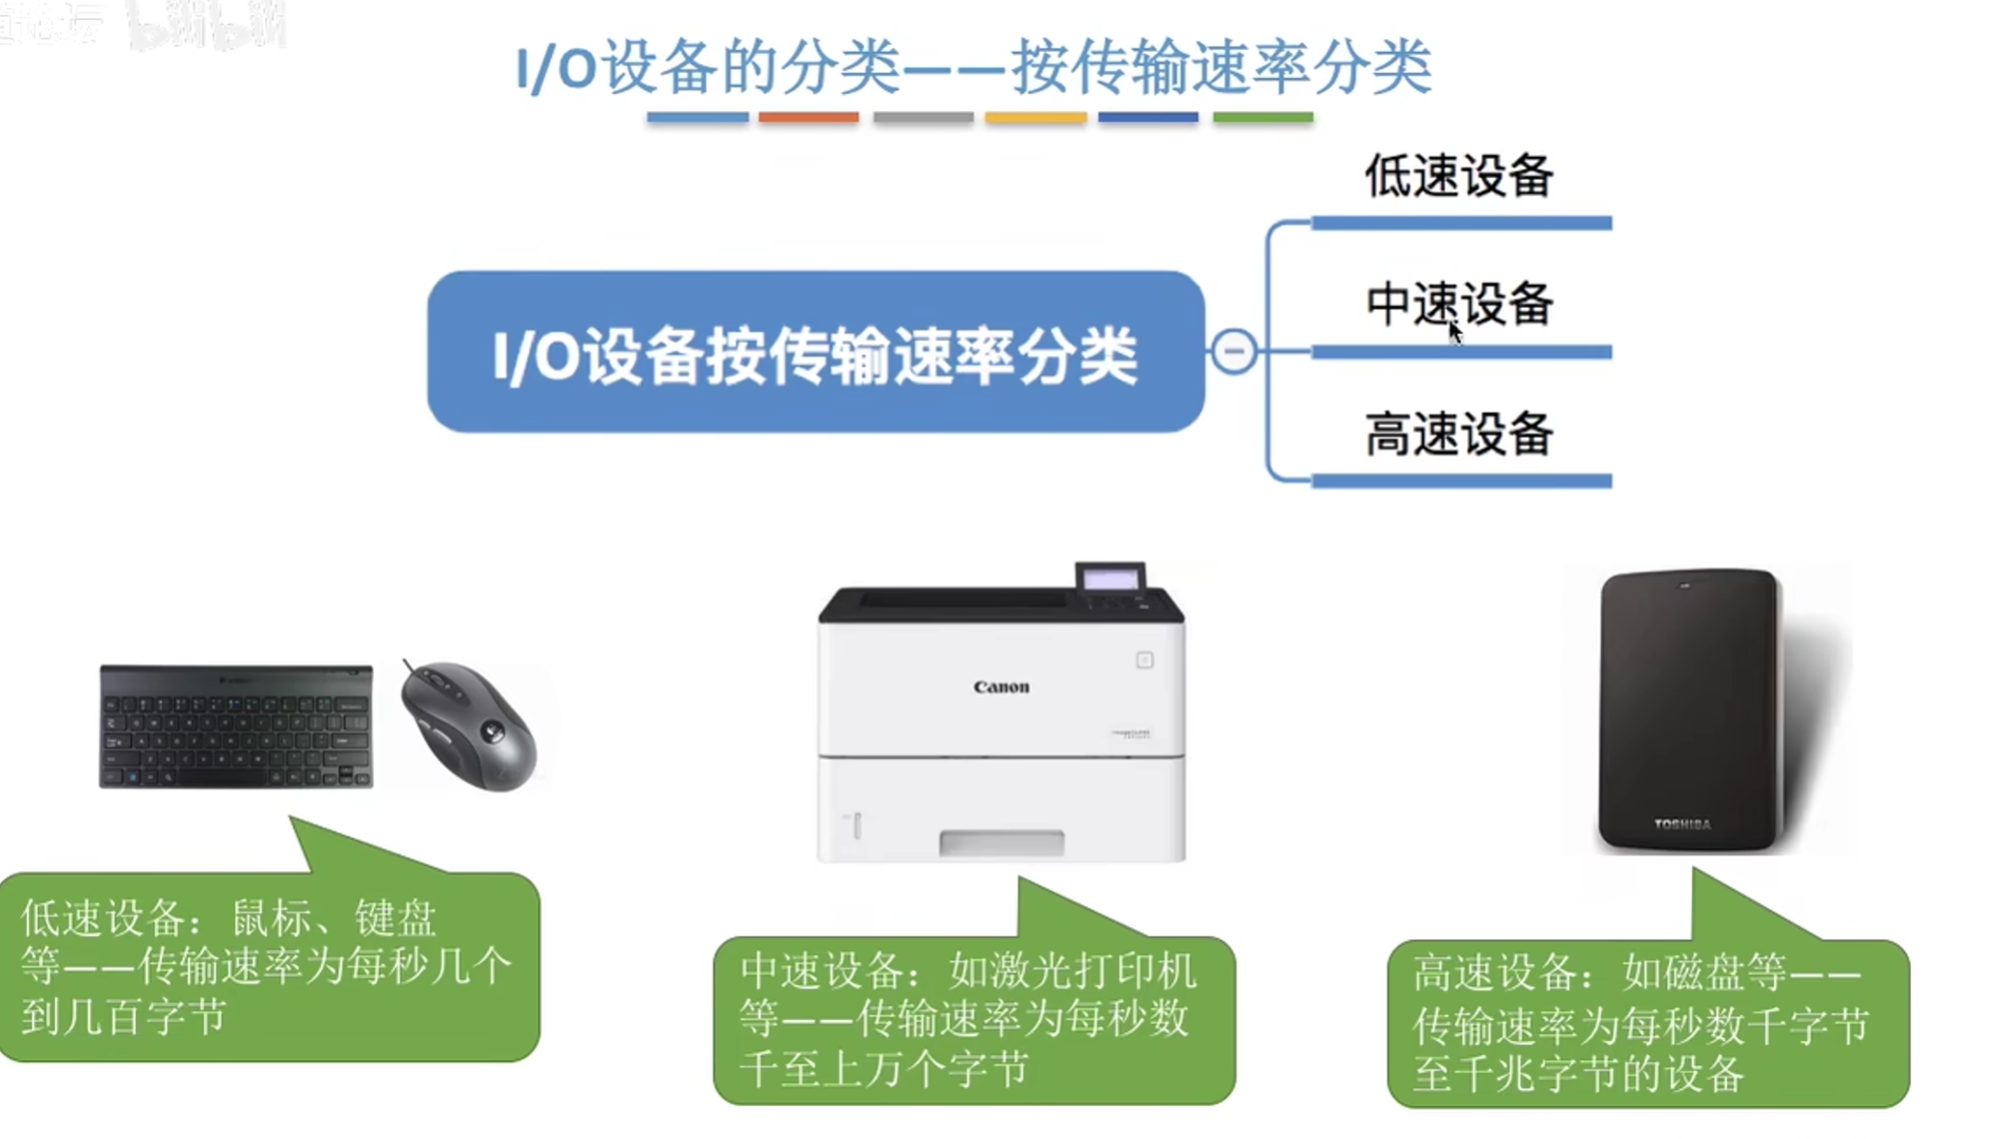 bilibili
I/O设备的分类——按传输速率分类
低速设备
中速设备
I/O设备按传输速率分类
高速设备
Canon
TOSHIBA
低速设备：鼠标、键盘
等——传输速率为每秒几个
到几百字节
中速设备：如激光打印机
等——传输速率为每秒数
千至上万个字节
高速设备：如磁盘等——
传输速率为每秒数千字节
至千兆字节的设备